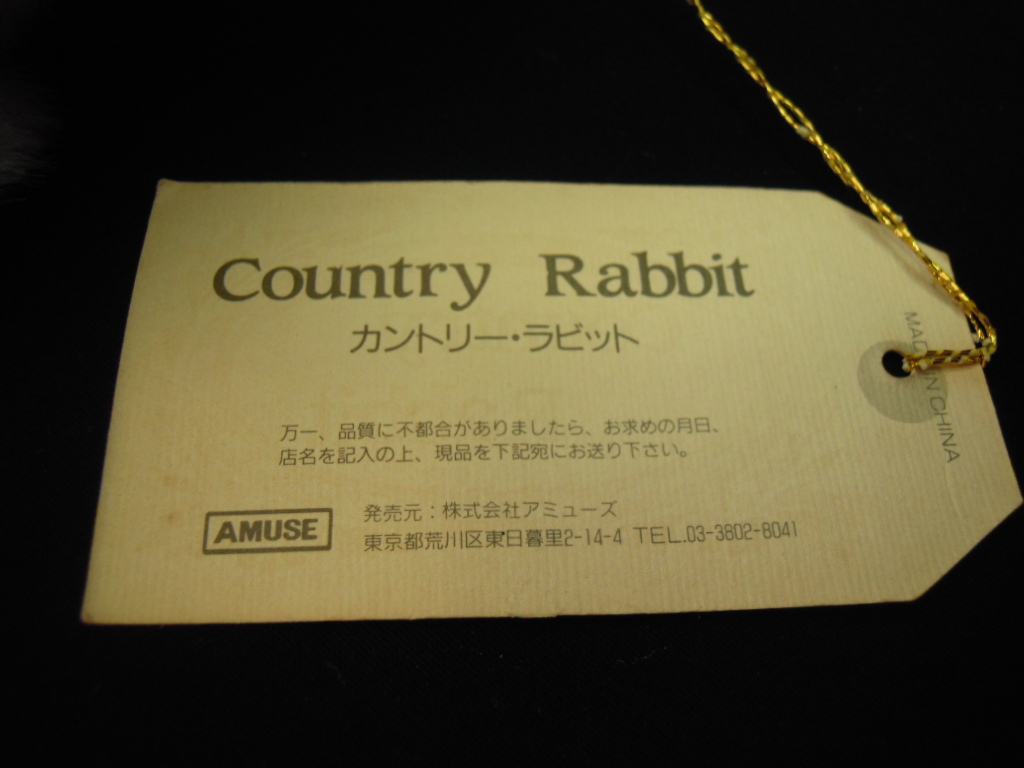 Country Rabbit
カントリー・ラビット
万一、品質に不都合がありましたら、お求めの月日、
店名を記入の上、現品を下記宛にお送り下さい。
AMUSE
発売元：株式会社アミューズ
東京都荒川区東日暮里2-14-4 TEL.03-3802-8041
MADE IN CHINA